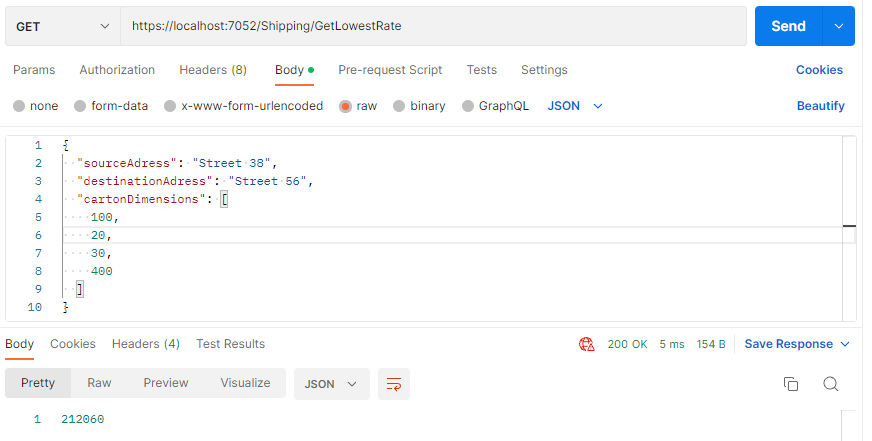 GET https://localhost:7052/Shipping/GetLowestRate Send
Params Authorization Headers (8) Body Pre-request Script Tests Settings Cookies
none form-data x-www-form-urlencoded raw binary GraphQL JSON Beautify
1 {
2 "sourceAdress": "Street 38",
3 "destinationAdress": "Street 56",
4 "cartonDimensions": [
5 100,
6 20,
7 30,
8 400
9 ]
10 }
Body Cookies Headers (4) Test Results 200 OK 5 ms 154 B Save Response
Pretty Raw Preview Visualize JSON
1 212060